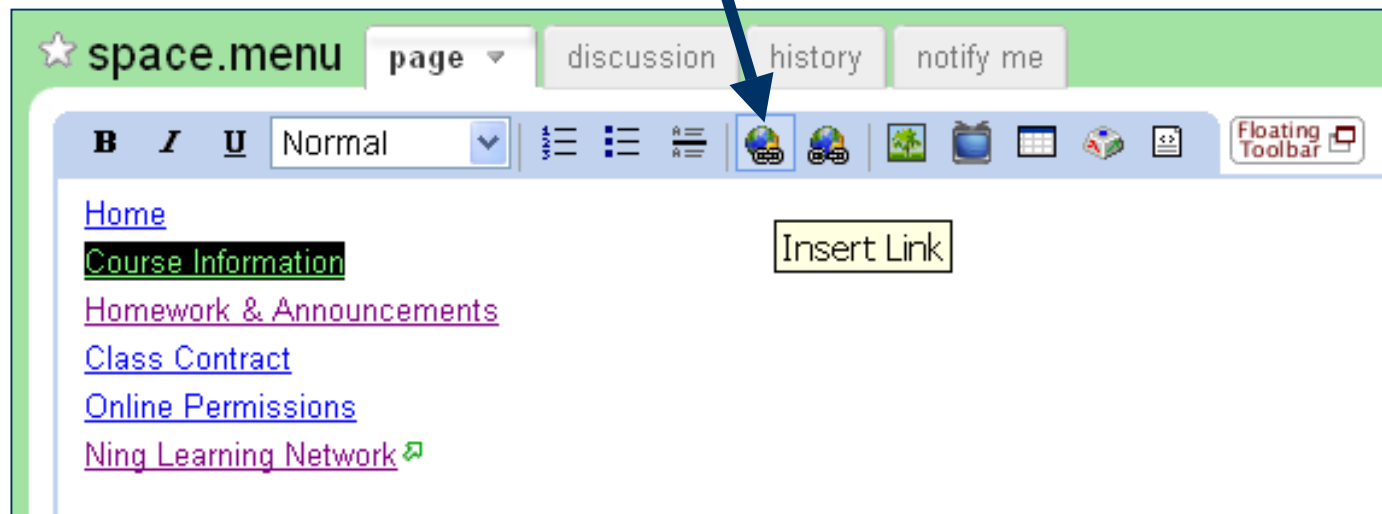 space.menu page discussion history notify me
B I U Normal Floating Toolbar
Home
Course Information
Insert Link
Homework & Announcements
Class Contract
Online Permissions
Ning Learning Network